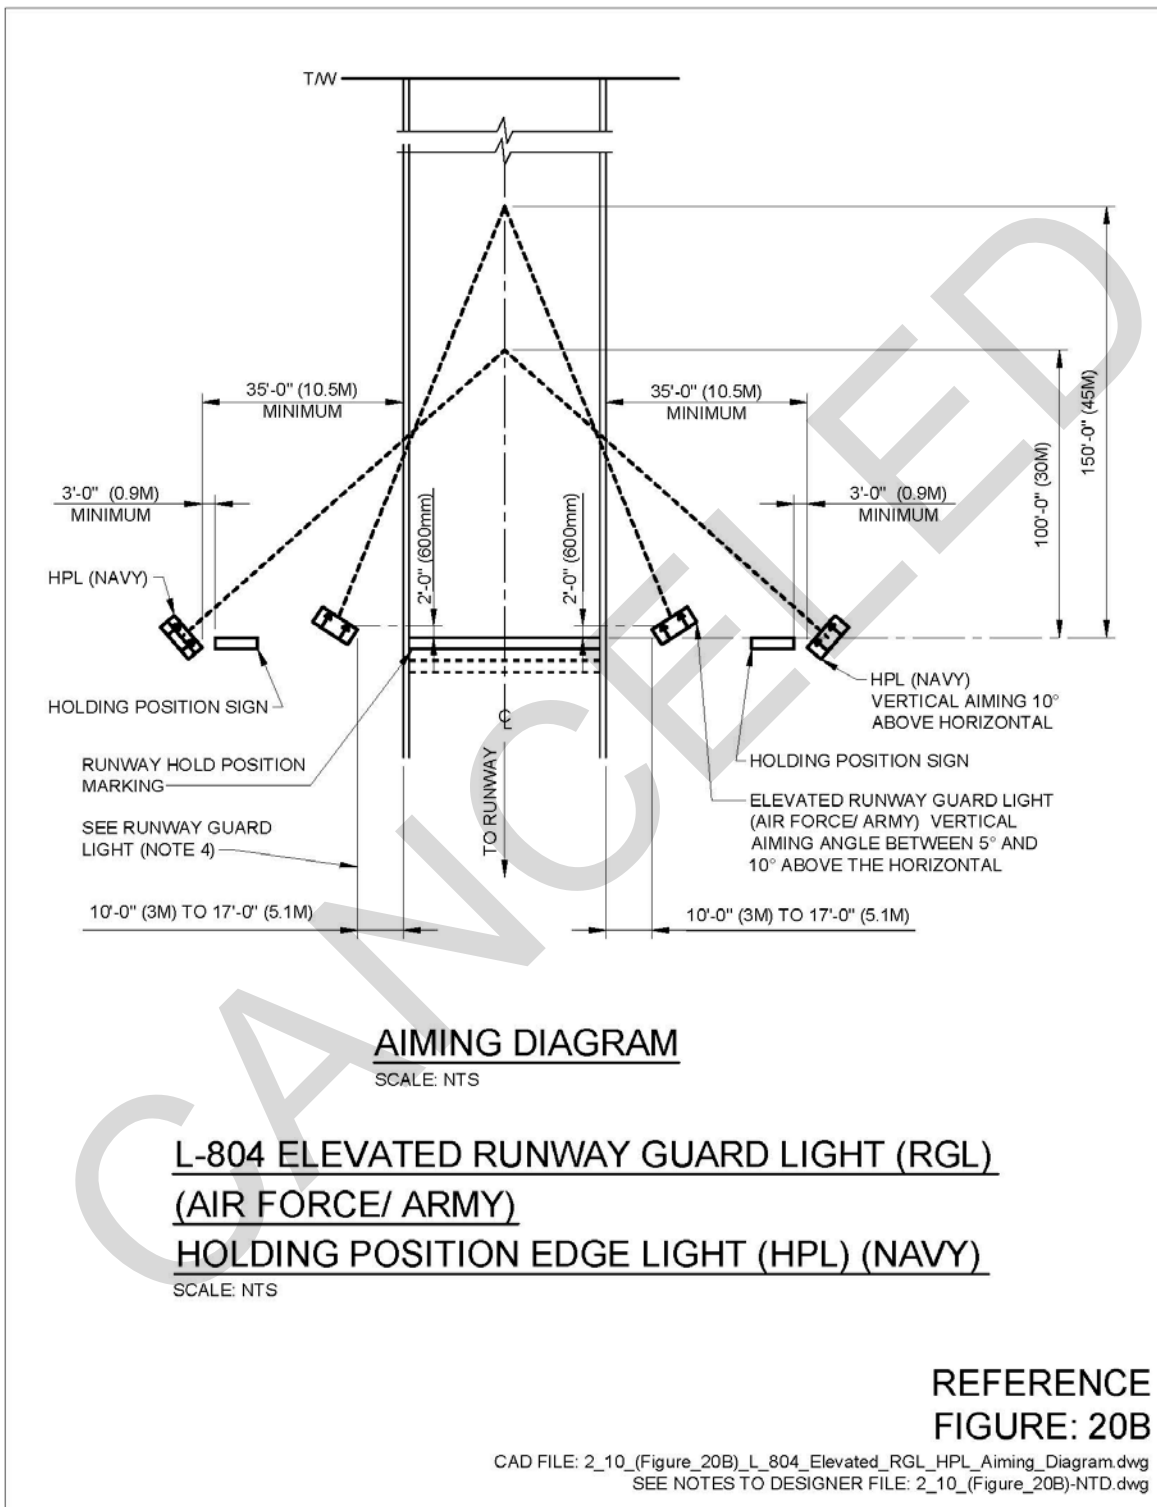 T/W
35'-0" (10.5M)
MINIMUM
35'-0" (10.5M)
MINIMUM
150'-0" (45M)
100'-0" (30M)
3'-0" (0.9M)
MINIMUM
2'-0" (600mm)
2'-0" (600mm)
3'-0" (0.9M)
MINIMUM
HPL (NAVY)
HOLDING POSITION SIGN
HPL (NAVY)
VERTICAL AIMING 10°
ABOVE HORIZONTAL
RUNWAY HOLD POSITION
MARKING
℄
TO RUNWAY
HOLDING POSITION SIGN
SEE RUNWAY GUARD
LIGHT (NOTE 4)
ELEVATED RUNWAY GUARD LIGHT
(AIR FORCE/ ARMY) VERTICAL
AIMING ANGLE BETWEEN 5° AND
10° ABOVE THE HORIZONTAL
10'-0" (3M) TO 17'-0" (5.1M)
10'-0" (3M) TO 17'-0" (5.1M)
CANCELED
AIMING DIAGRAM
SCALE: NTS
L-804 ELEVATED RUNWAY GUARD LIGHT (RGL)
(AIR FORCE/ ARMY)
HOLDING POSITION EDGE LIGHT (HPL) (NAVY)
SCALE: NTS
REFERENCE
FIGURE: 20B
CAD FILE: 2_10_(Figure_20B)_L_804_Elevated_RGL_HPL_Aiming_Diagram.dwg
SEE NOTES TO DESIGNER FILE: 2_10_(Figure_20B)-NTD.dwg